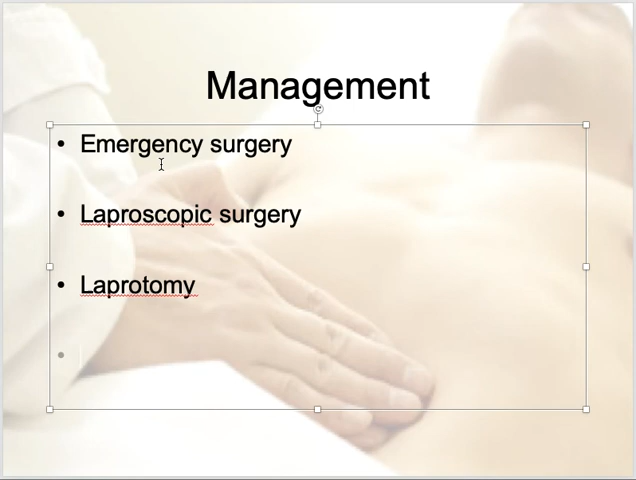 Management
• Emergency surgery
• Laproscopic surgery
• Laprotomy